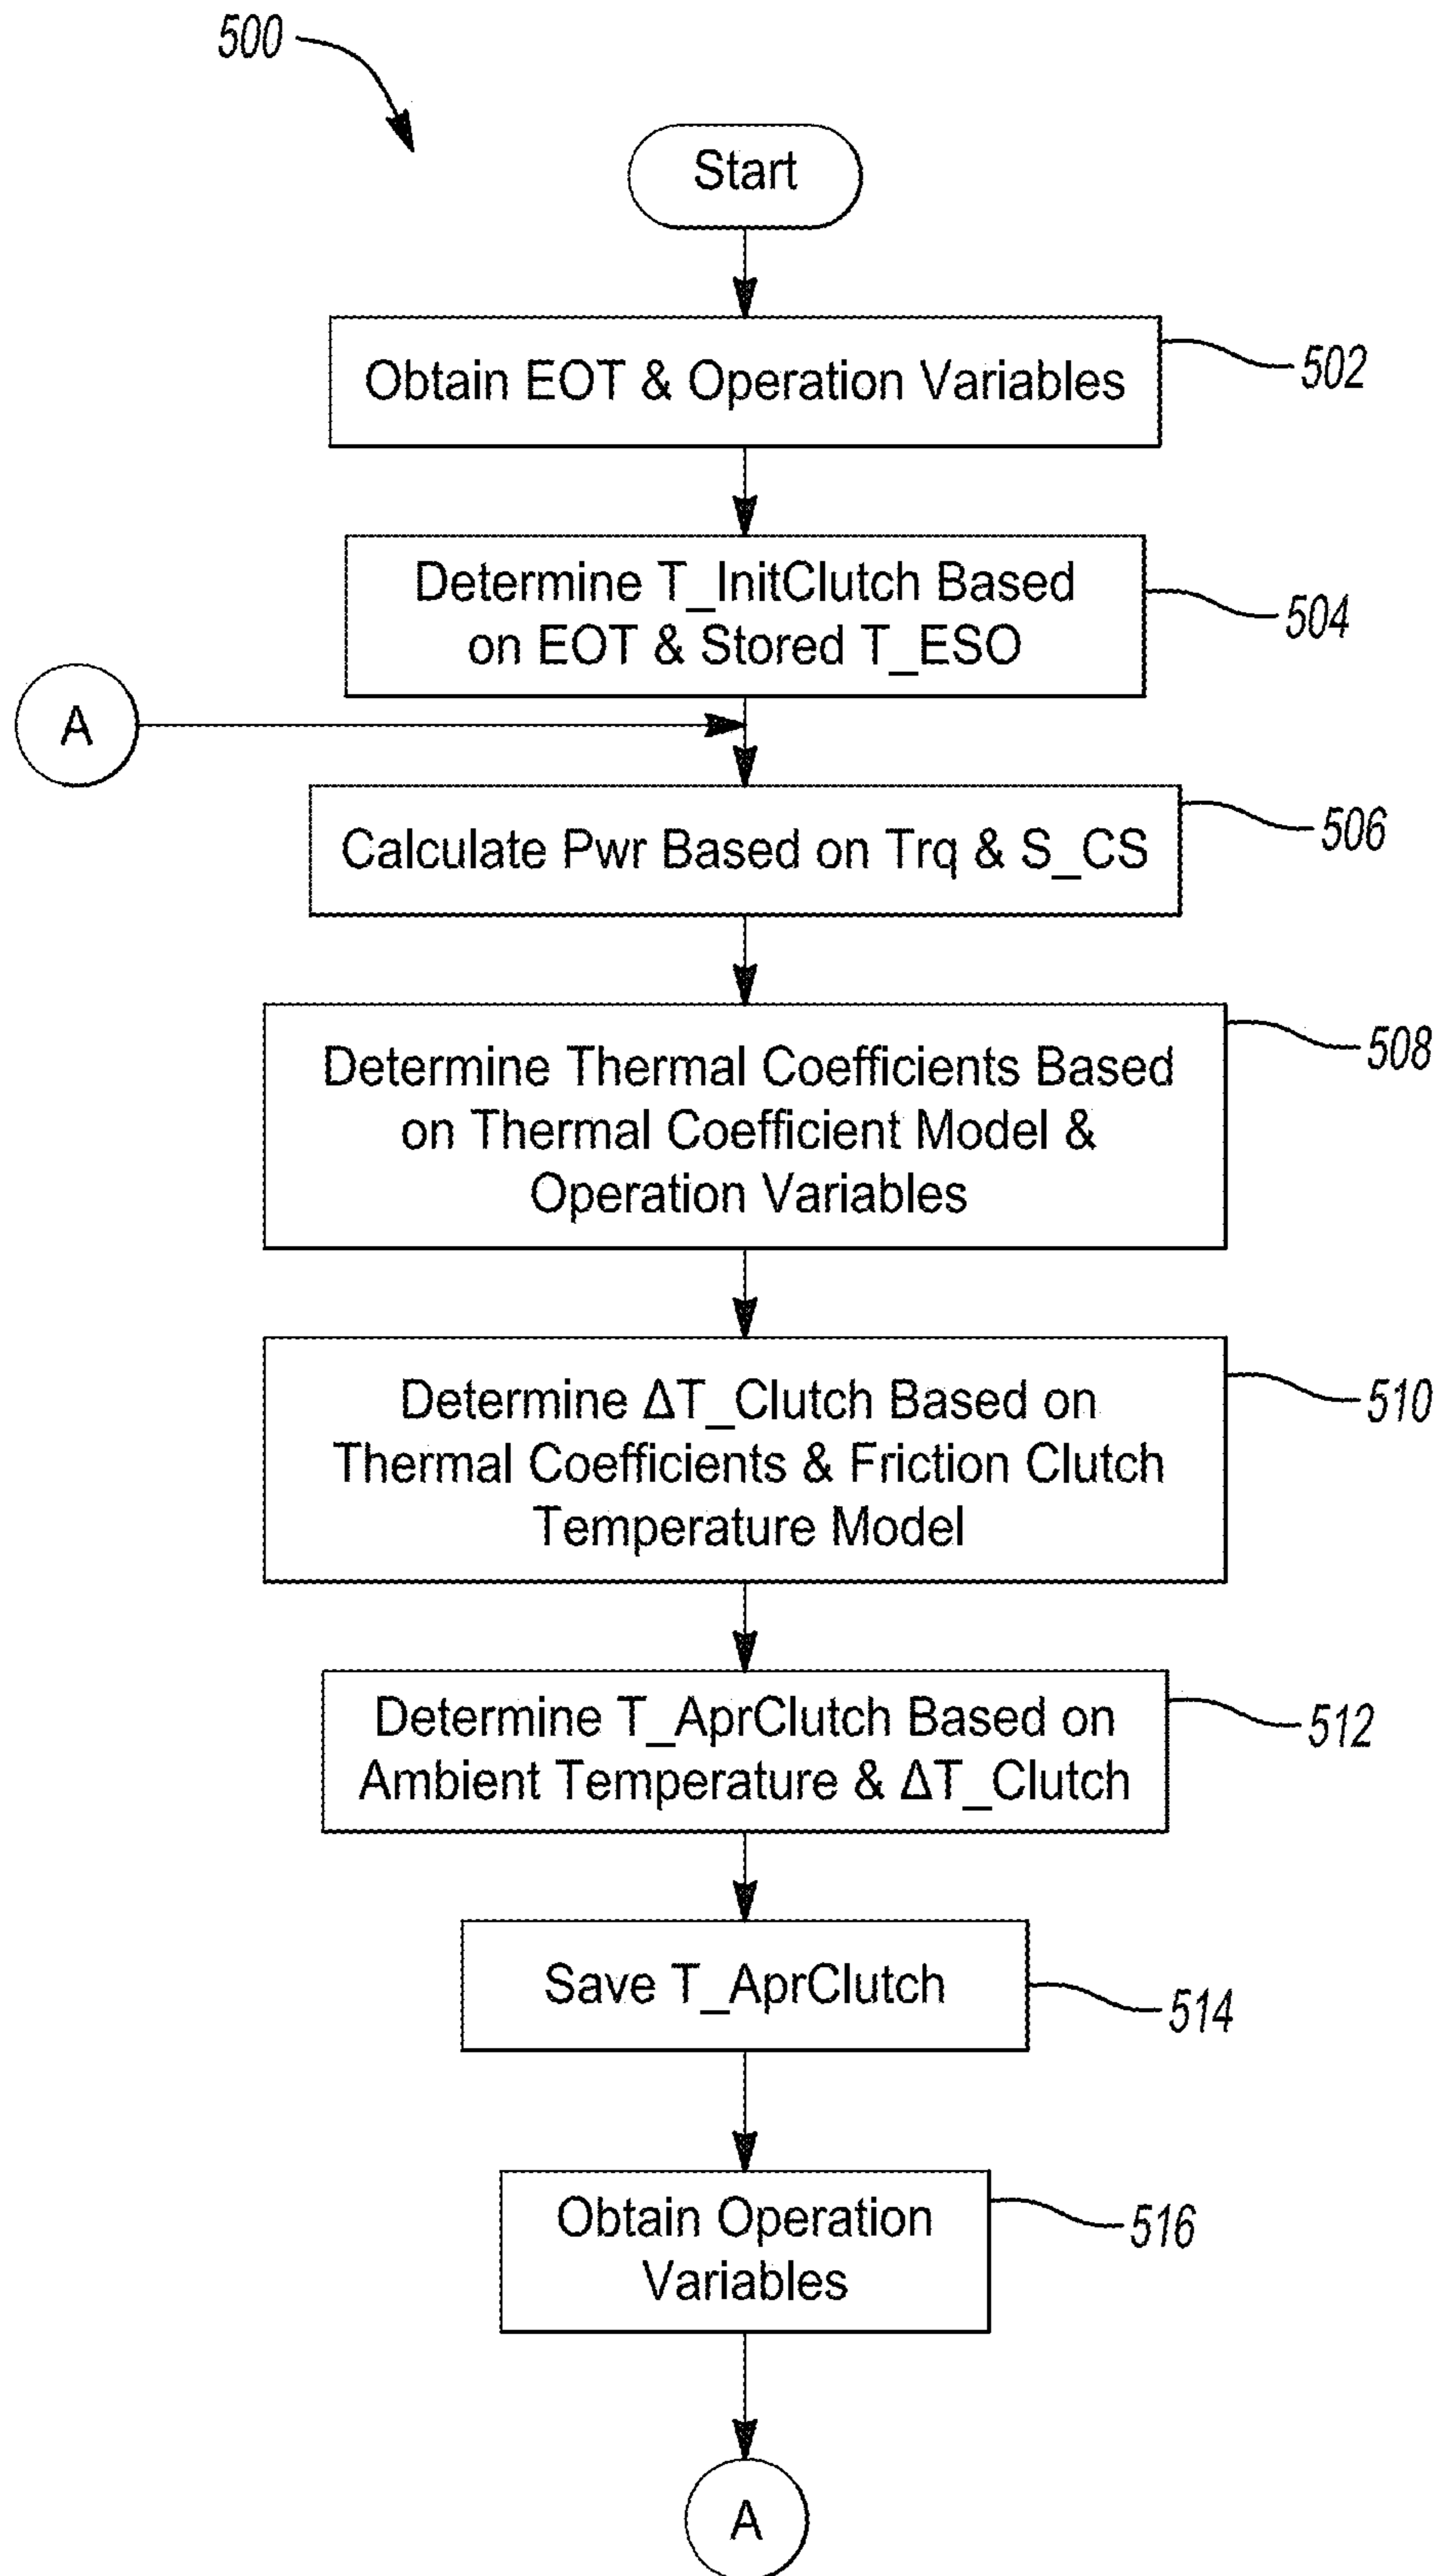 500
Start
Obtain EOT & Operation Variables
502
Determine T_InitClutch Based
on EOT & Stored T_ESO
504
A
Calculate Pwr Based on Trq & S_CS
506
Determine Thermal Coefficients Based
on Thermal Coefficient Model &
Operation Variables
508
Determine ΔT_Clutch Based on
Thermal Coefficients & Friction Clutch
Temperature Model
510
Determine T_AprClutch Based on
Ambient Temperature & ΔT_Clutch
512
Save T_AprClutch
514
Obtain Operation
Variables
516
A